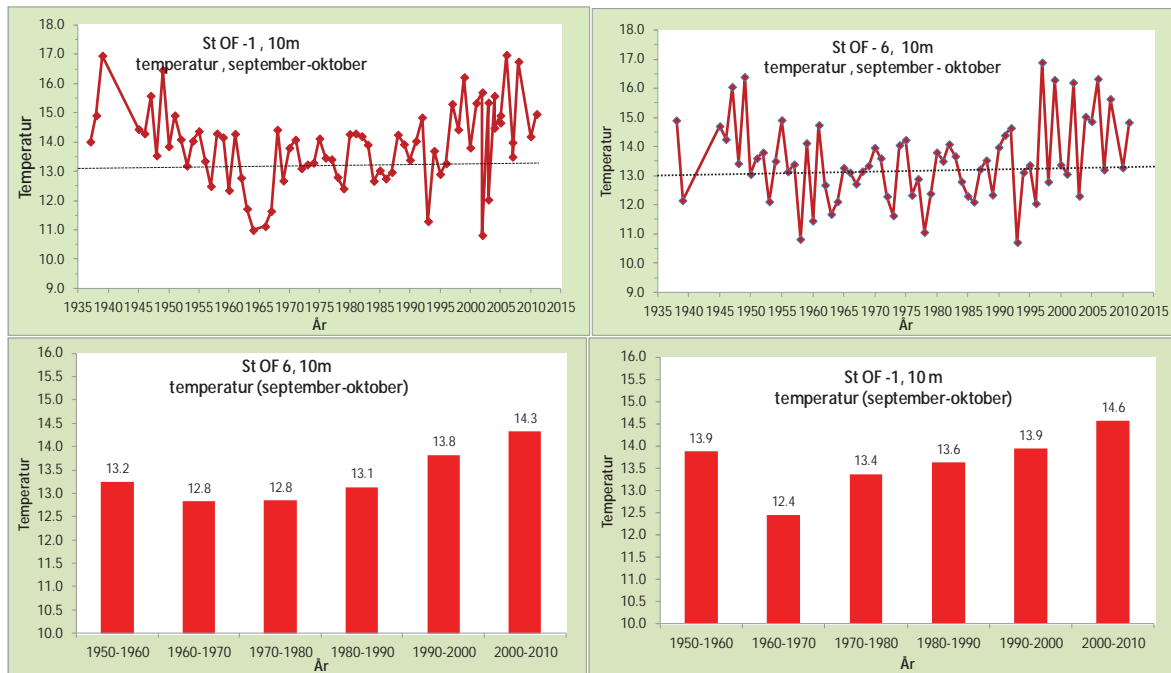 St OF -1 , 10m
temperatur , september-oktober
Temperatur
18.0
17.0
16.0
15.0
14.0
13.0
12.0
11.0
10.0
9.0
1935 1940 1945 1950 1955 1960 1965 1970 1975 1980 1985 1990 1995 2000 2005 2010 2015
År
St OF - 6, 10m
temperatur , september - oktober
Temperatur
18.0
17.0
16.0
15.0
14.0
13.0
12.0
11.0
10.0
9.0
1935 1940 1945 1950 1955 1960 1965 1970 1975 1980 1985 1990 1995 2000 2005 2010 2015
År
St OF 6, 10m
temperatur (september-oktober)
Temperatur
16.0
15.5
15.0
14.5
14.0
13.5
13.0
12.5
12.0
11.5
11.0
10.5
10.0
13.2
12.8
12.8
13.1
13.8
14.3
1950-1960 1960-1970 1970-1980 1980-1990 1990-2000 2000-2010
År
St OF -1, 10 m
temperatur (september-oktober)
Temperatur
16.0
15.5
15.0
14.5
14.0
13.5
13.0
12.5
12.0
11.5
11.0
10.5
10.0
13.9
12.4
13.4
13.6
13.9
14.6
1950-1960 1960-1970 1970-1980 1980-1990 1990-2000 2000-2010
År